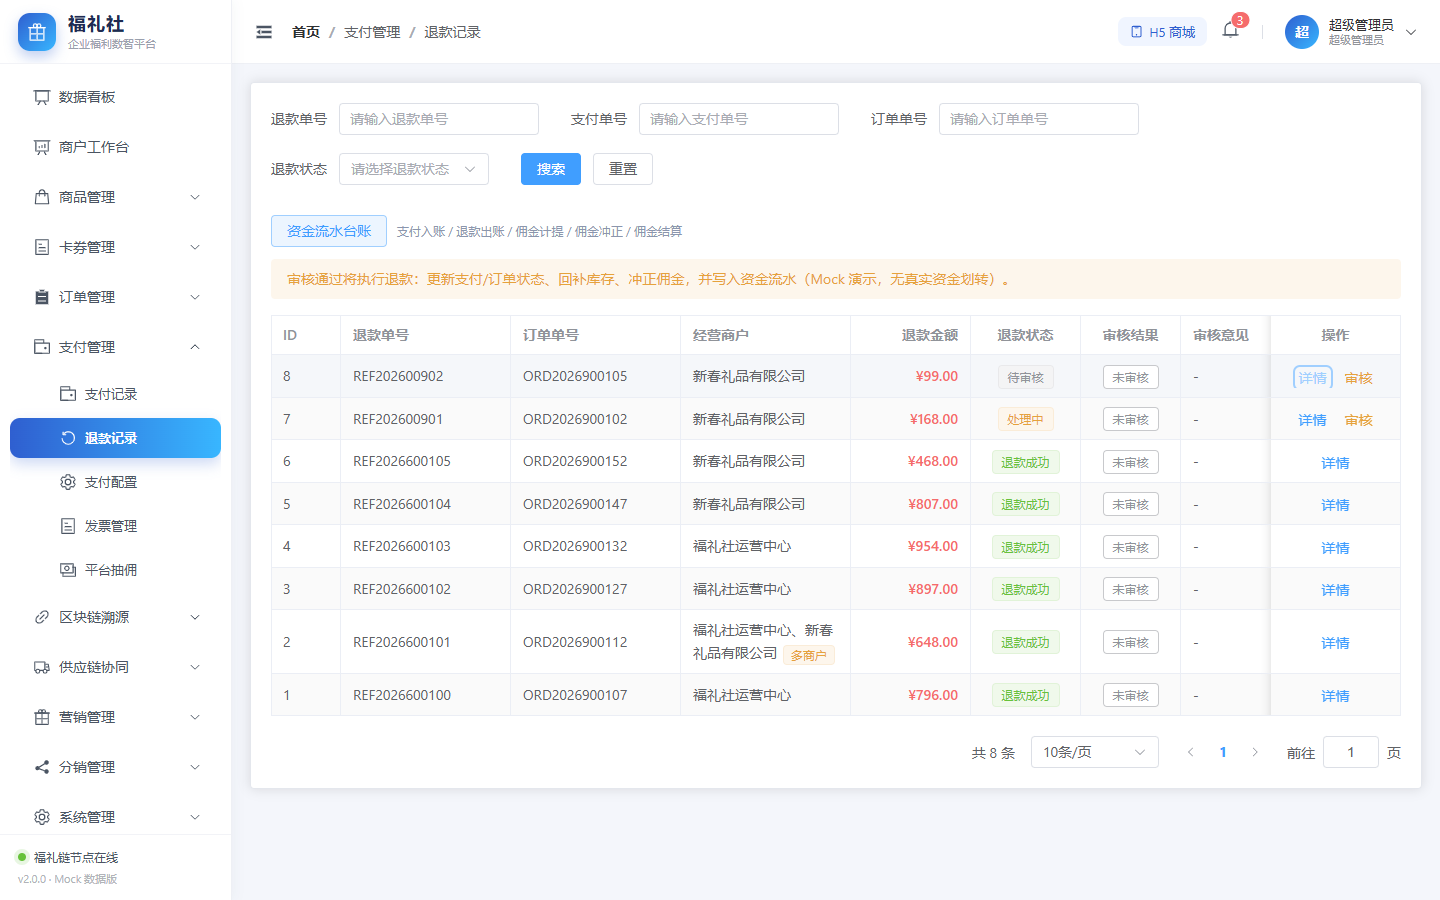 福礼社
企业福利数智平台
首页 / 支付管理 / 退款记录
H5 商城
3
超
超级管理员
超级管理员
数据看板
商户工作台
商品管理
卡券管理
订单管理
支付管理
支付记录
退款记录
支付配置
发票管理
平台抽佣
区块链溯源
供应链协同
营销管理
分销管理
系统管理
福礼链节点在线
v2.0.0 · Mock 数据版
退款单号 请输入退款单号 支付单号 请输入支付单号 订单单号 请输入订单单号
退款状态 请选择退款状态 搜索 重置
资金流水台账 支付入账 / 退款出账 / 佣金计提 / 佣金冲正 / 佣金结算
审核通过将执行退款：更新支付/订单状态、回补库存、冲正佣金，并写入资金流水（Mock 演示，无真实资金划转）。
ID 退款单号 订单单号 经营商户 退款金额 退款状态 审核结果 审核意见 操作
8 REF202600902 ORD2026900105 新春礼品有限公司 ¥99.00 待审核 未审核 - 详情 审核
7 REF202600901 ORD2026900102 新春礼品有限公司 ¥168.00 处理中 未审核 - 详情 审核
6 REF2026600105 ORD2026900152 新春礼品有限公司 ¥468.00 退款成功 未审核 - 详情
5 REF2026600104 ORD2026900147 新春礼品有限公司 ¥807.00 退款成功 未审核 - 详情
4 REF2026600103 ORD2026900132 福礼社运营中心 ¥954.00 退款成功 未审核 - 详情
3 REF2026600102 ORD2026900127 福礼社运营中心 ¥897.00 退款成功 未审核 - 详情
2 REF2026600101 ORD2026900112 福礼社运营中心、新春 ¥648.00 退款成功 未审核 - 详情
礼品有限公司 多商户
1 REF2026600100 ORD2026900107 福礼社运营中心 ¥796.00 退款成功 未审核 - 详情
共 8 条 10条/页 1 前往 1 页